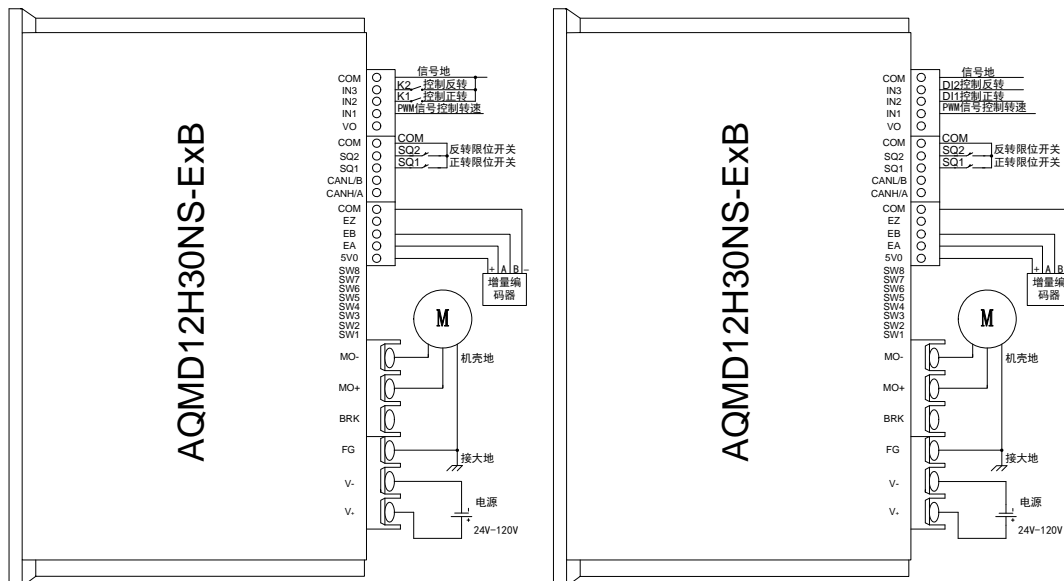 AQMD12H30NS-ExB
COM
信号地
IN3
K2 控制反转
IN2
K1 控制正转
IN1
PWM信号控制转速
VO
COM
COM
SQ2
SQ2
反转限位开关
SQ1
SQ1
正转限位开关
CANL/B
CANH/A
COM
EZ
EB
EA
5V0
+ A B -
增量编
码器
SW8
SW7
SW6
SW5
SW4
SW3
SW2
SW1
M
MO-
机壳地
MO+
BRK
FG
接大地
V-
电源
V+
24V-120V
AQMD12H30NS-ExB
COM
信号地
IN3
DI2控制反转
IN2
DI1控制正转
IN1
PWM信号控制转速
VO
COM
COM
SQ2
SQ2
反转限位开关
SQ1
SQ1
正转限位开关
CANL/B
CANH/A
COM
EZ
EB
EA
5V0
+ A B
增量编
码器
SW8
SW7
SW6
SW5
SW4
SW3
SW2
SW1
M
MO-
机壳地
MO+
BRK
FG
接大地
V-
电源
V+
24V-120V